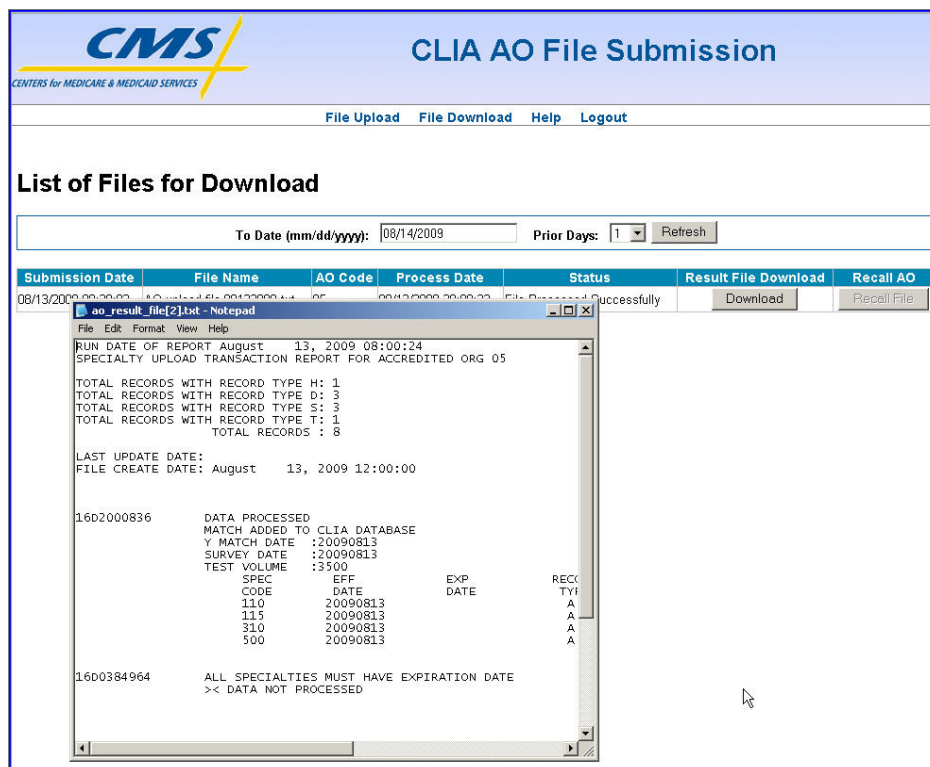 CMS
CENTERS for MEDICARE & MEDICAID SERVICES
CLIA AO File Submission
File Upload File Download Help Logout
List of Files for Download
To Date (mm/dd/yyyy): 08/14/2009 Prior Days: 1 Refresh
Submission Date File Name AO Code Process Date Status Result File Download Recall AO
08/13/2009 File Processed Successfully Download Recall File
ao_result_file[2].txt - Notepad
File Edit Format View Help
RUN DATE OF REPORT August 13, 2009 08:00:24
SPECIALTY UPLOAD TRANSACTION REPORT FOR ACCREDITED ORG 05
TOTAL RECORDS WITH RECORD TYPE H: 1
TOTAL RECORDS WITH RECORD TYPE D: 3
TOTAL RECORDS WITH RECORD TYPE S: 3
TOTAL RECORDS WITH RECORD TYPE T: 1
TOTAL RECORDS : 8
LAST UPDATE DATE:
FILE CREATE DATE: August 13, 2009 12:00:00
16D2000836 DATA PROCESSED
MATCH ADDED TO CLIA DATABASE
Y MATCH DATE :20090813
SURVEY DATE :20090813
TEST VOLUME :3500
SPEC EFF EXP
CODE DATE DATE
110 20090813 A
115 20090813 A
310 20090813 A
500 20090813 A
16D0384964 ALL SPECIALTIES MUST HAVE EXPIRATION DATE
>< DATA NOT PROCESSED